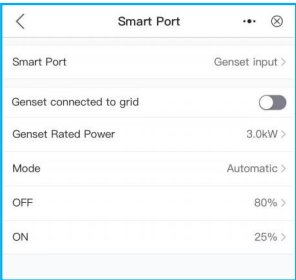 Smart Port
Smart Port Genset input >
Genset connected to grid
Genset Rated Power 3.0kW >
Mode Automatic >
OFF 80% >
ON 25% >